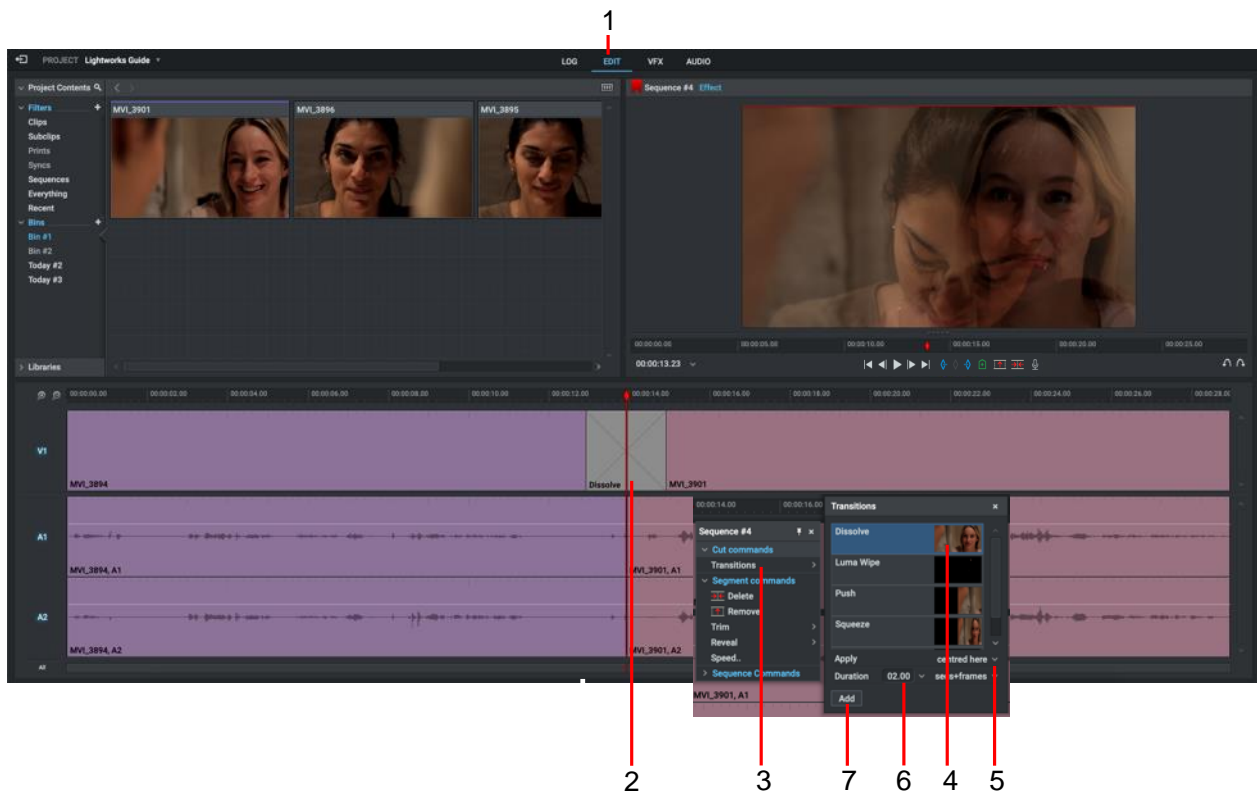 1
PROJECT Lightworks Guide
LOG EDIT VFX AUDIO
Project Contents
Filters +
Clips
Subclips
Prints
Syncs
Sequences
Everything
Recent
Bins +
Bin #1
Bin #2
Today #2
Today #3
Libraries
MVI_3901 MVI_3896 MVI_3895
Sequence #4 Effect
00:00:00.00 00:00:05.00 00:00:10.00 00:00:15.00 00:00:20.00 00:00:25.00
00:00:13.23
00:00:00.00 00:00:02.00 00:00:04.00 00:00:06.00 00:00:08.00 00:00:10.00 00:00:12.00 00:00:14.00 00:00:16.00 00:00:18.00 00:00:20.00 00:00:22.00 00:00:24.00 00:00:26.00 00:00:28.0
V1
MVI_3894 Dissolve MVI_3901
A1
MVI_3894, A1 MVI_3901, A1
A2
MVI_3894, A2 MVI_3901, A2
All
00:00:14.00 00:00:16.00
Sequence #4 ×
Cut commands
Transitions >
Segment commands
Delete
Remove
Trim >
Reveal >
Speed..
Sequence Commands
MVI_3901, A1
Transitions ×
Dissolve
Luma Wipe
Push
Squeeze
Apply centred here
Duration 02.00 secs+frames
Add
2 3 7 6 4 5